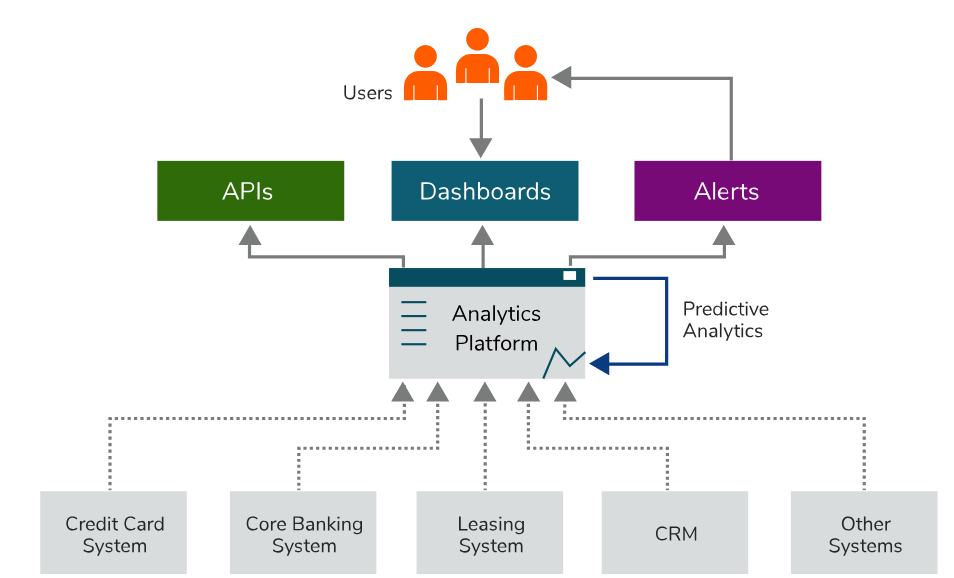 Users
APIs
Dashboards
Alerts
Analytics
Platform
Predictive
Analytics
Credit Card
System
Core Banking
System
Leasing
System
CRM
Other
Systems